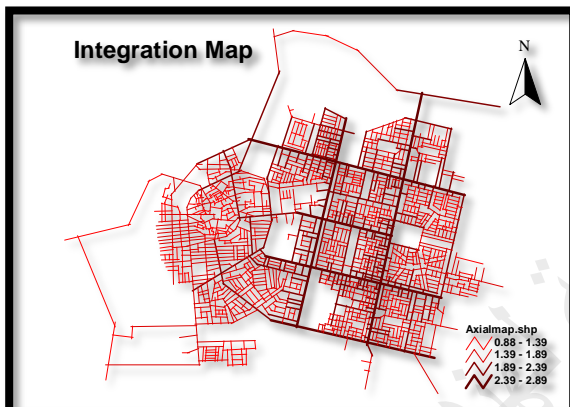 Integration Map
N
Axialmap.shp
0.88 - 1.39
1.39 - 1.89
1.89 - 2.39
2.39 - 2.89